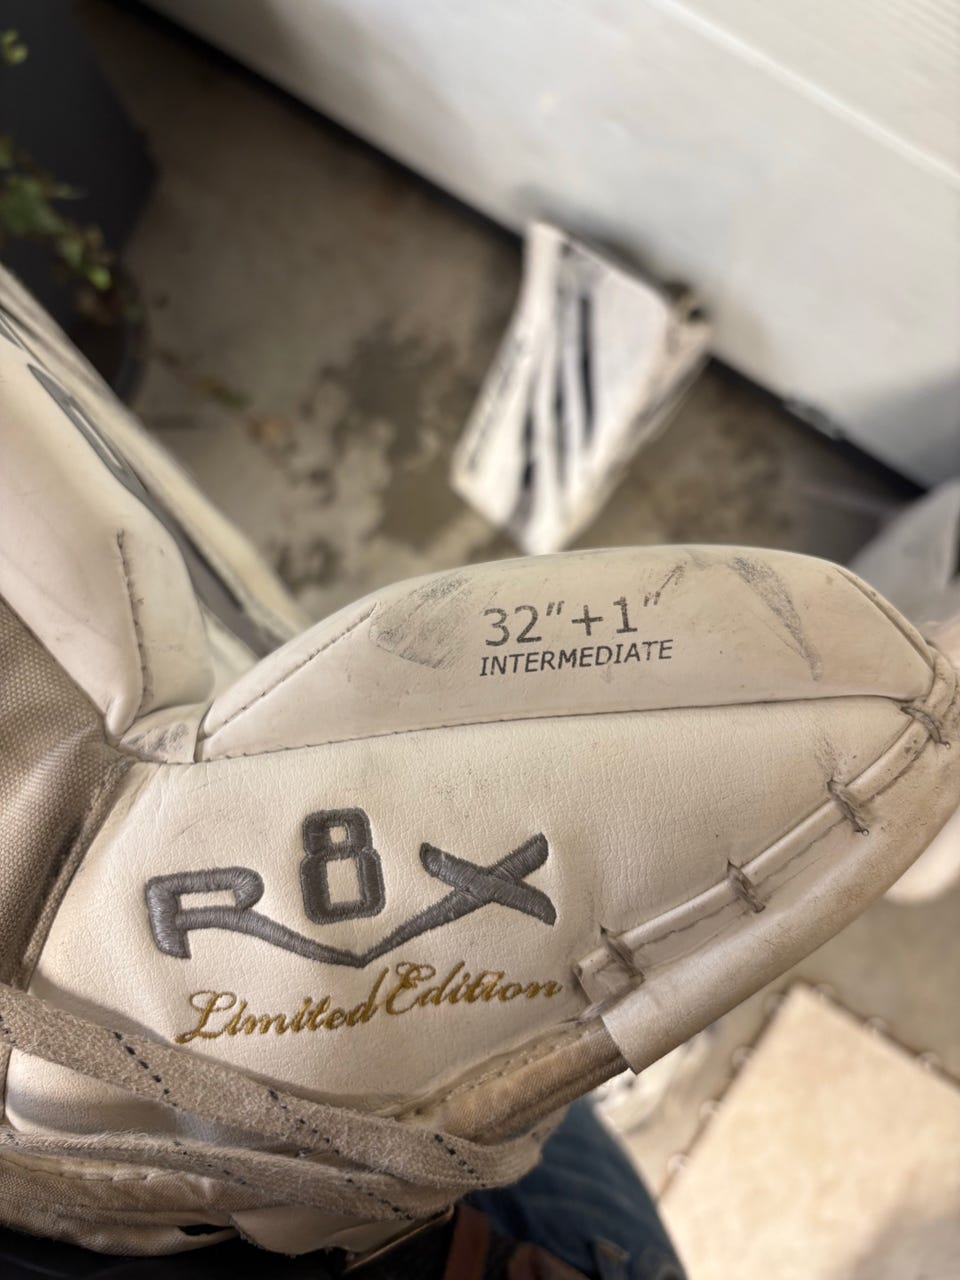 32"+1"
INTERMEDIATE
R8X
Limited Edition